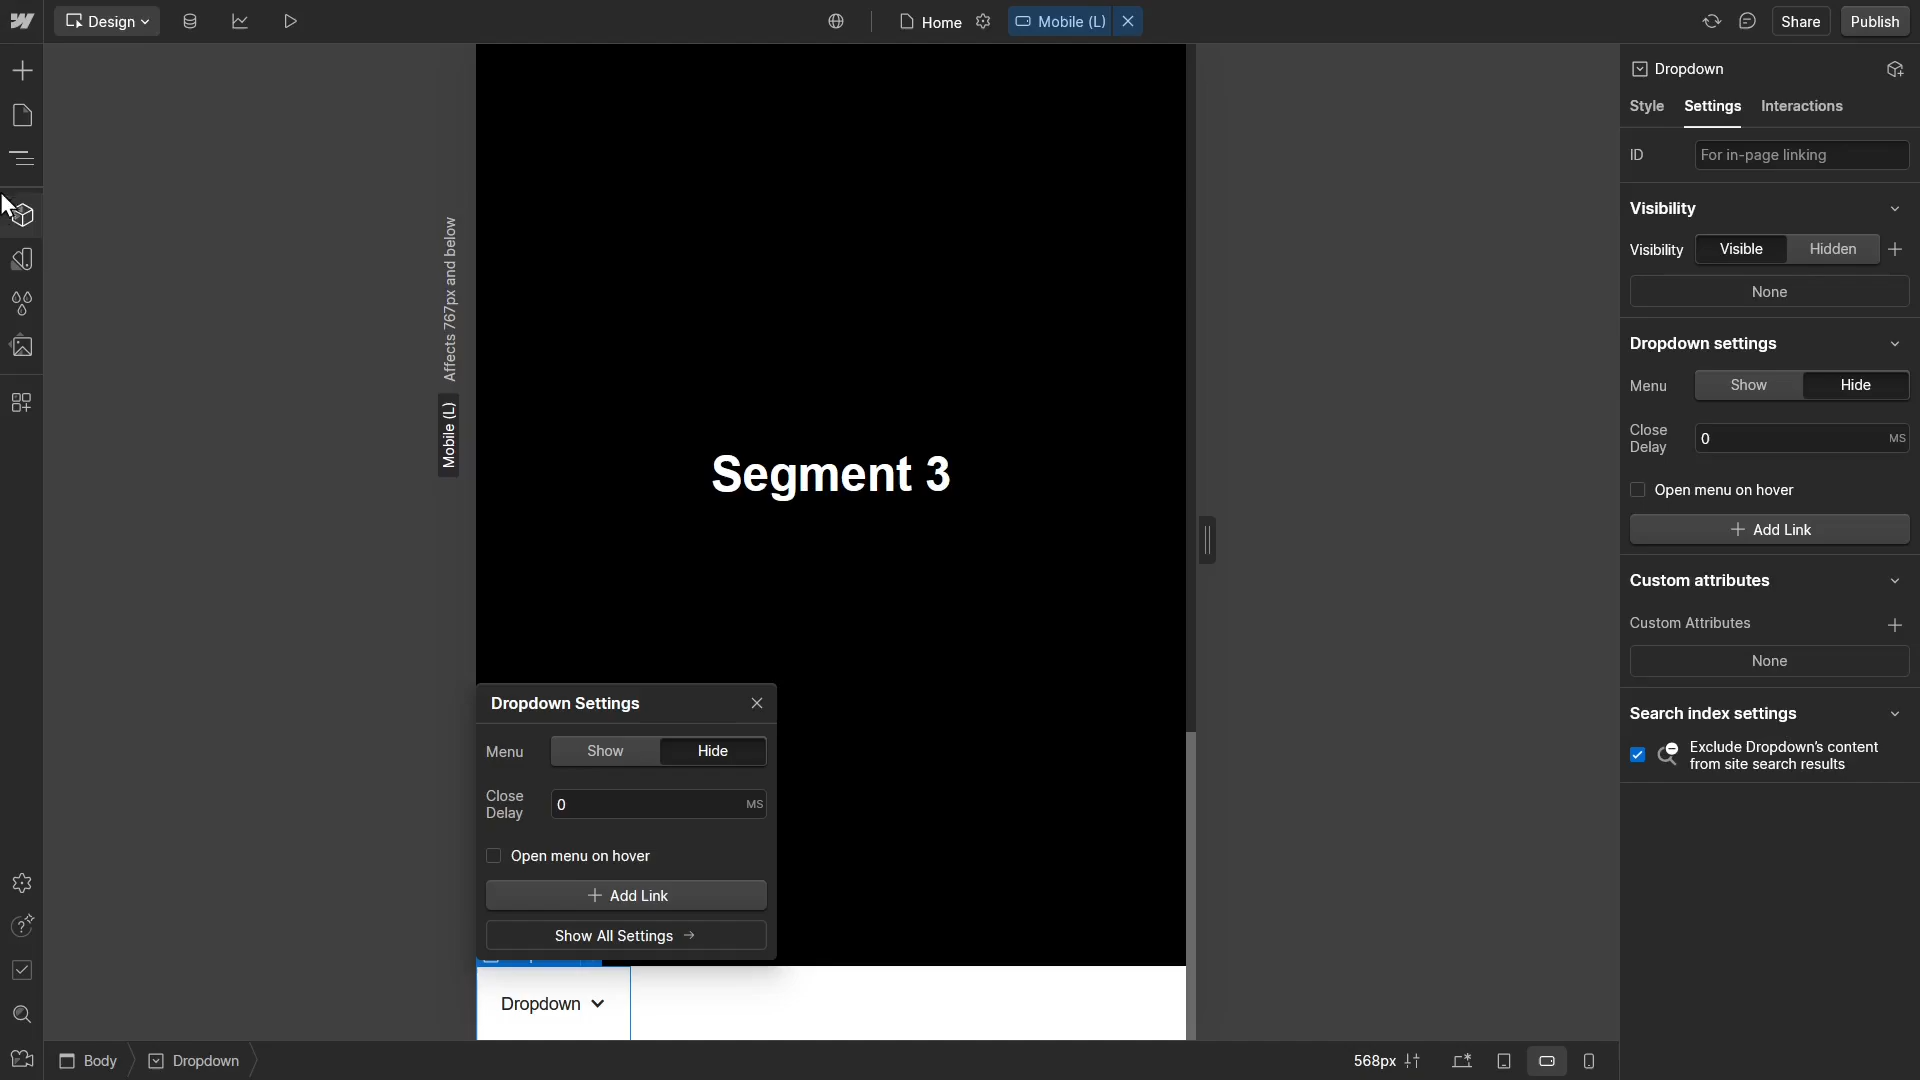 Design
Home
Mobile (L)
Share
Publish
Dropdown
Style Settings Interactions
ID For in-page linking
Visibility
Visibility Visible Hidden
None
Dropdown settings
Menu Show Hide
Close
Delay 0 MS
Open menu on hover
Add Link
Custom attributes
Custom Attributes
None
Search index settings
Exclude Dropdown's content
from site search results
Affects 767px and below
Mobile (L)
Segment 3
Dropdown Settings
Menu Show Hide
Close
Delay 0 MS
Open menu on hover
Add Link
Show All Settings
Dropdown
Body Dropdown
568px